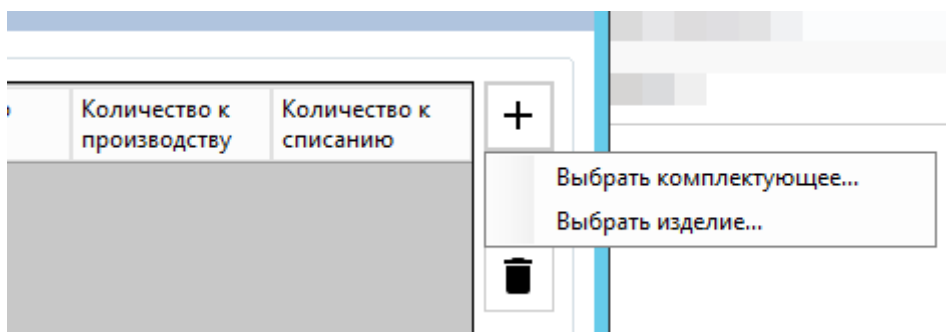 Количество к
производству
Количество к
списанию
Выбрать комплектующее...
Выбрать изделие...